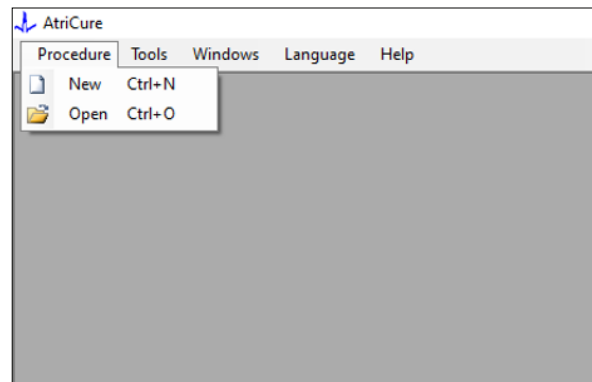 AtriCure
Procedure Tools Windows Language Help
New Ctrl+N
Open Ctrl+O